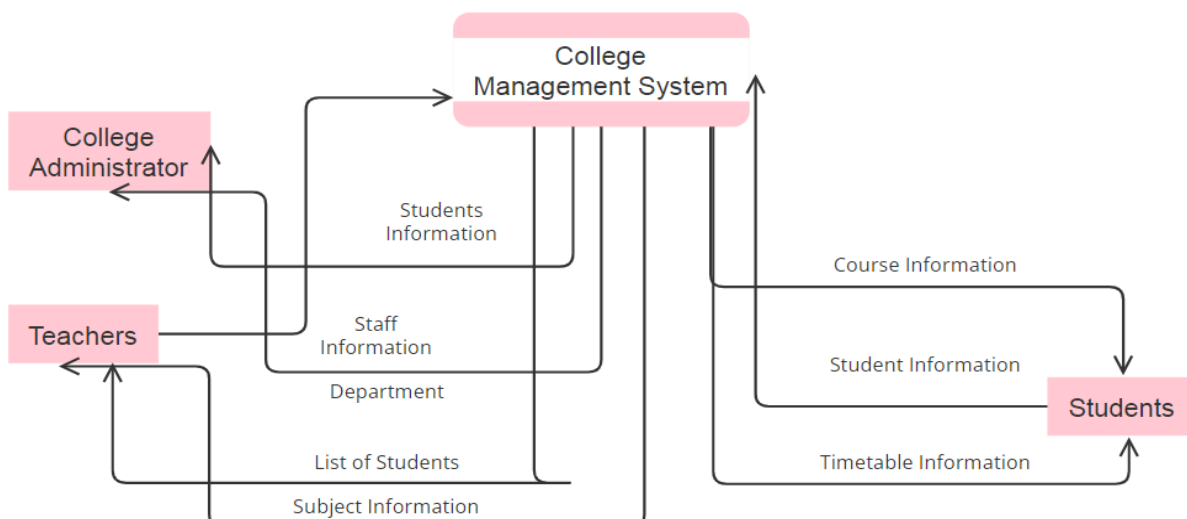 College
Management System
College
Administrator
Students
Information
Course Information
Teachers
Staff
Information
Student Information
Department
Students
List of Students
Timetable Information
Subject Information